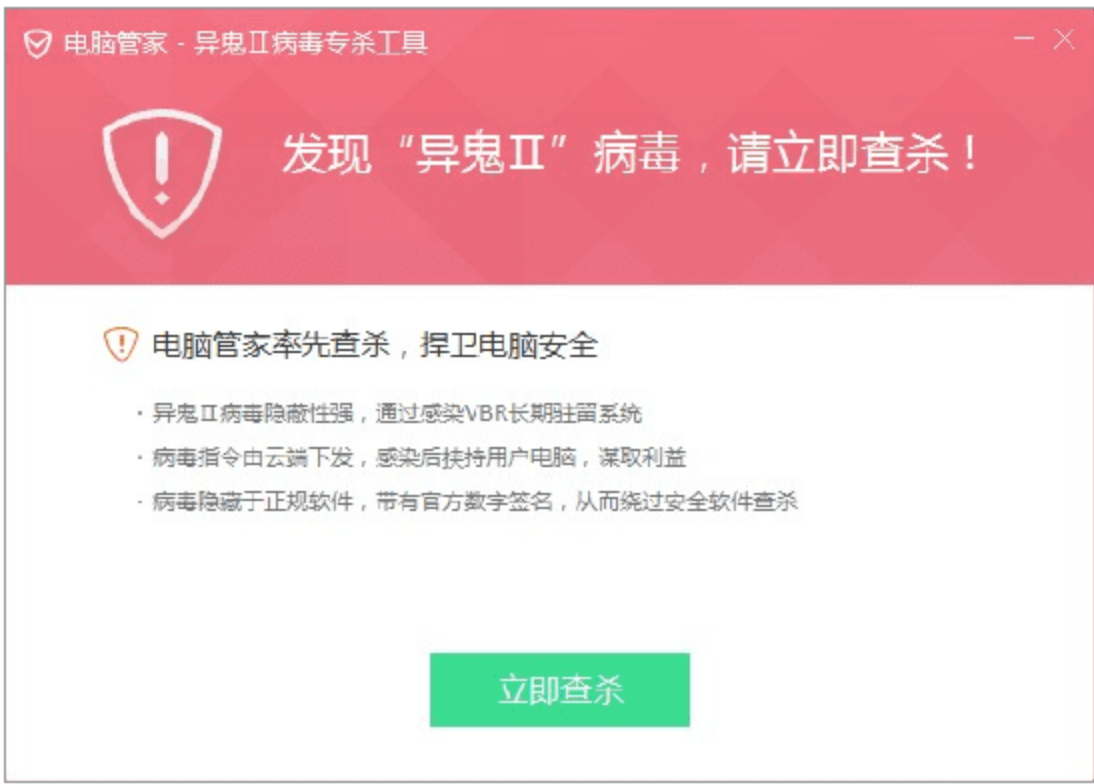 电脑管家 - 异鬼Ⅱ病毒专杀工具
发现“异鬼Ⅱ”病毒，请立即查杀！
电脑管家率先查杀，捍卫电脑安全
· 异鬼Ⅱ病毒隐蔽性强，通过感染VBR长期驻留系统
· 病毒指令由云端下发，感染后扶持用户电脑，谋取利益
· 病毒隐藏于正规软件，带有官方数字签名，从而绕过安全软件查杀
立即查杀